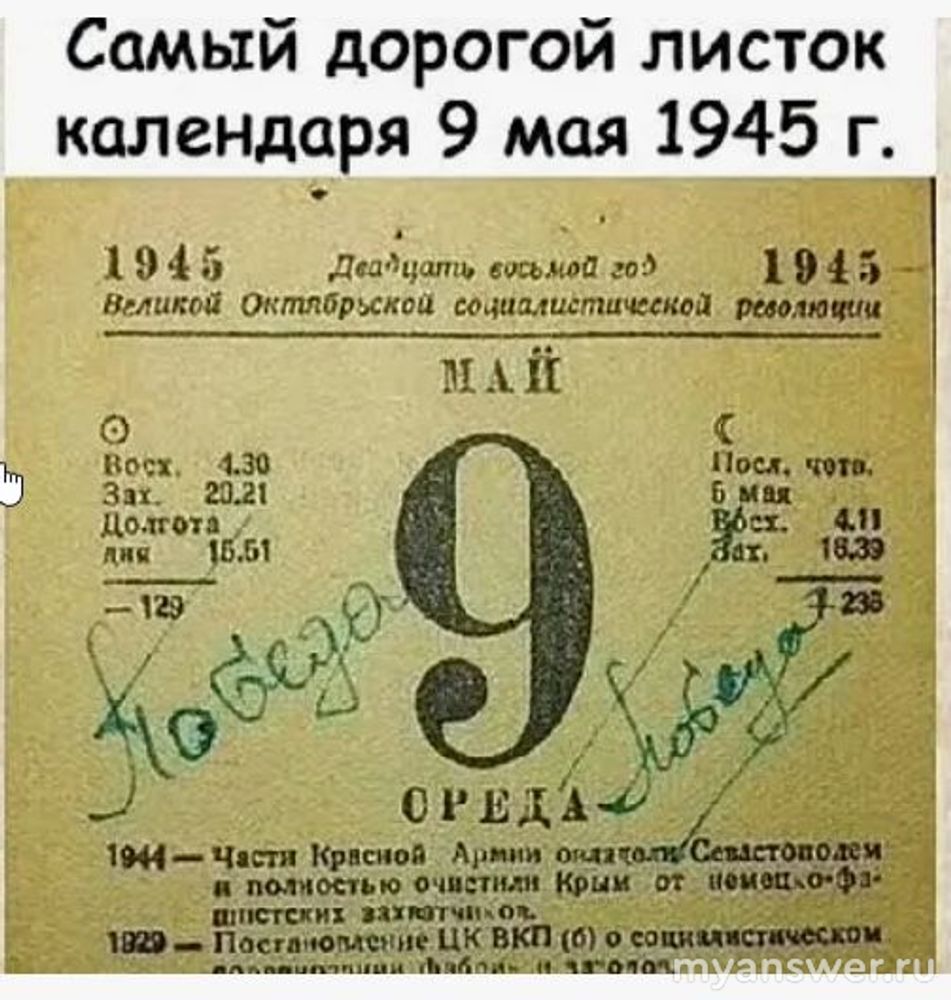 Самый дорогой листок
календаря 9 мая 1945 г.
1945 Двадцать восьмой год 1945
Великой Октябрьской социалистической революции
МАЙ
Восх. 4.30
Зах. 20.21
Долгота
дня 15.51
— 129
9
Посл. четв.
5 мая
Восх. 4.11
Зах. 16.39
236
Победа
Победа
СРЕДА
1944 — Части Красной Армии овладели Севастополем
и полностью очистили Крым от немецко-фа-
шистских захватчиков.
1929 — Постановление ЦК ВКП (б) о социалистическом
myanswer.ru